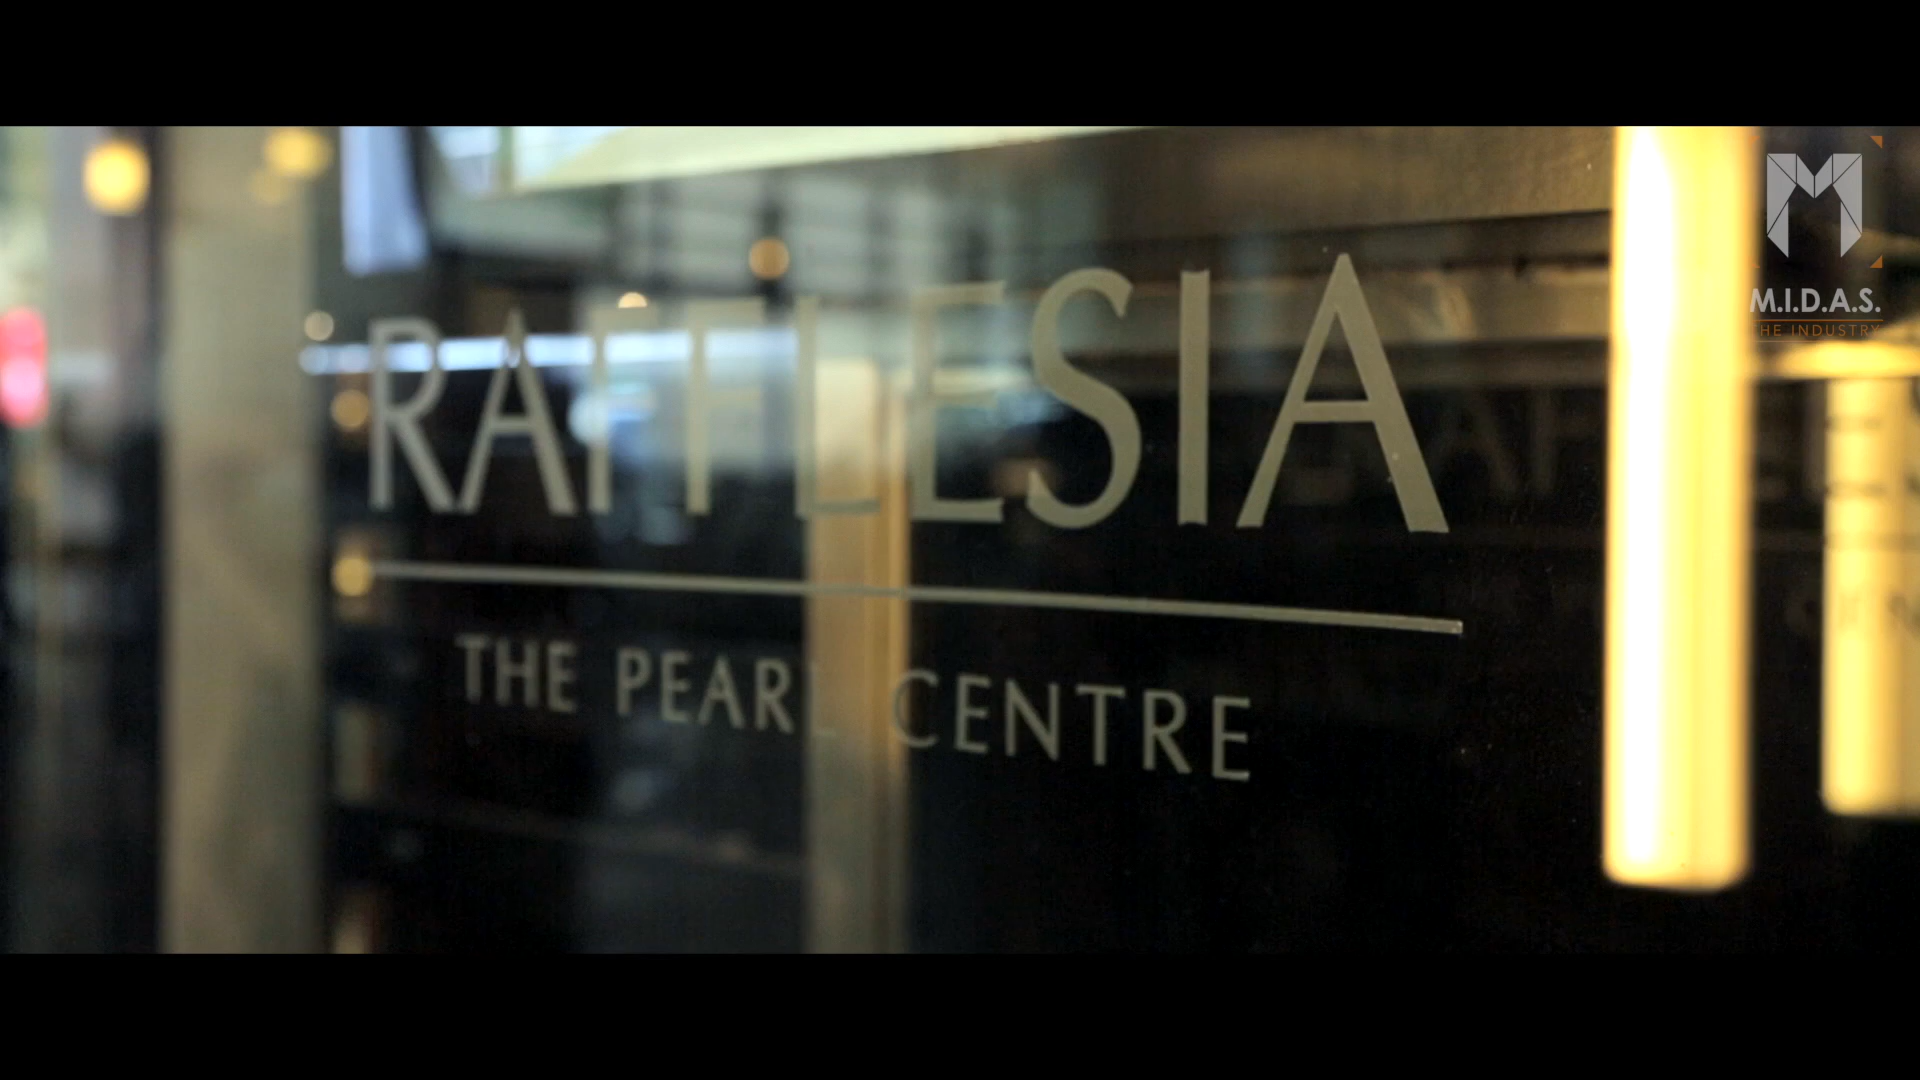 RAFFLESIA
THE PEARL CENTRE
M.I.D.A.S.
THE INDUSTRY